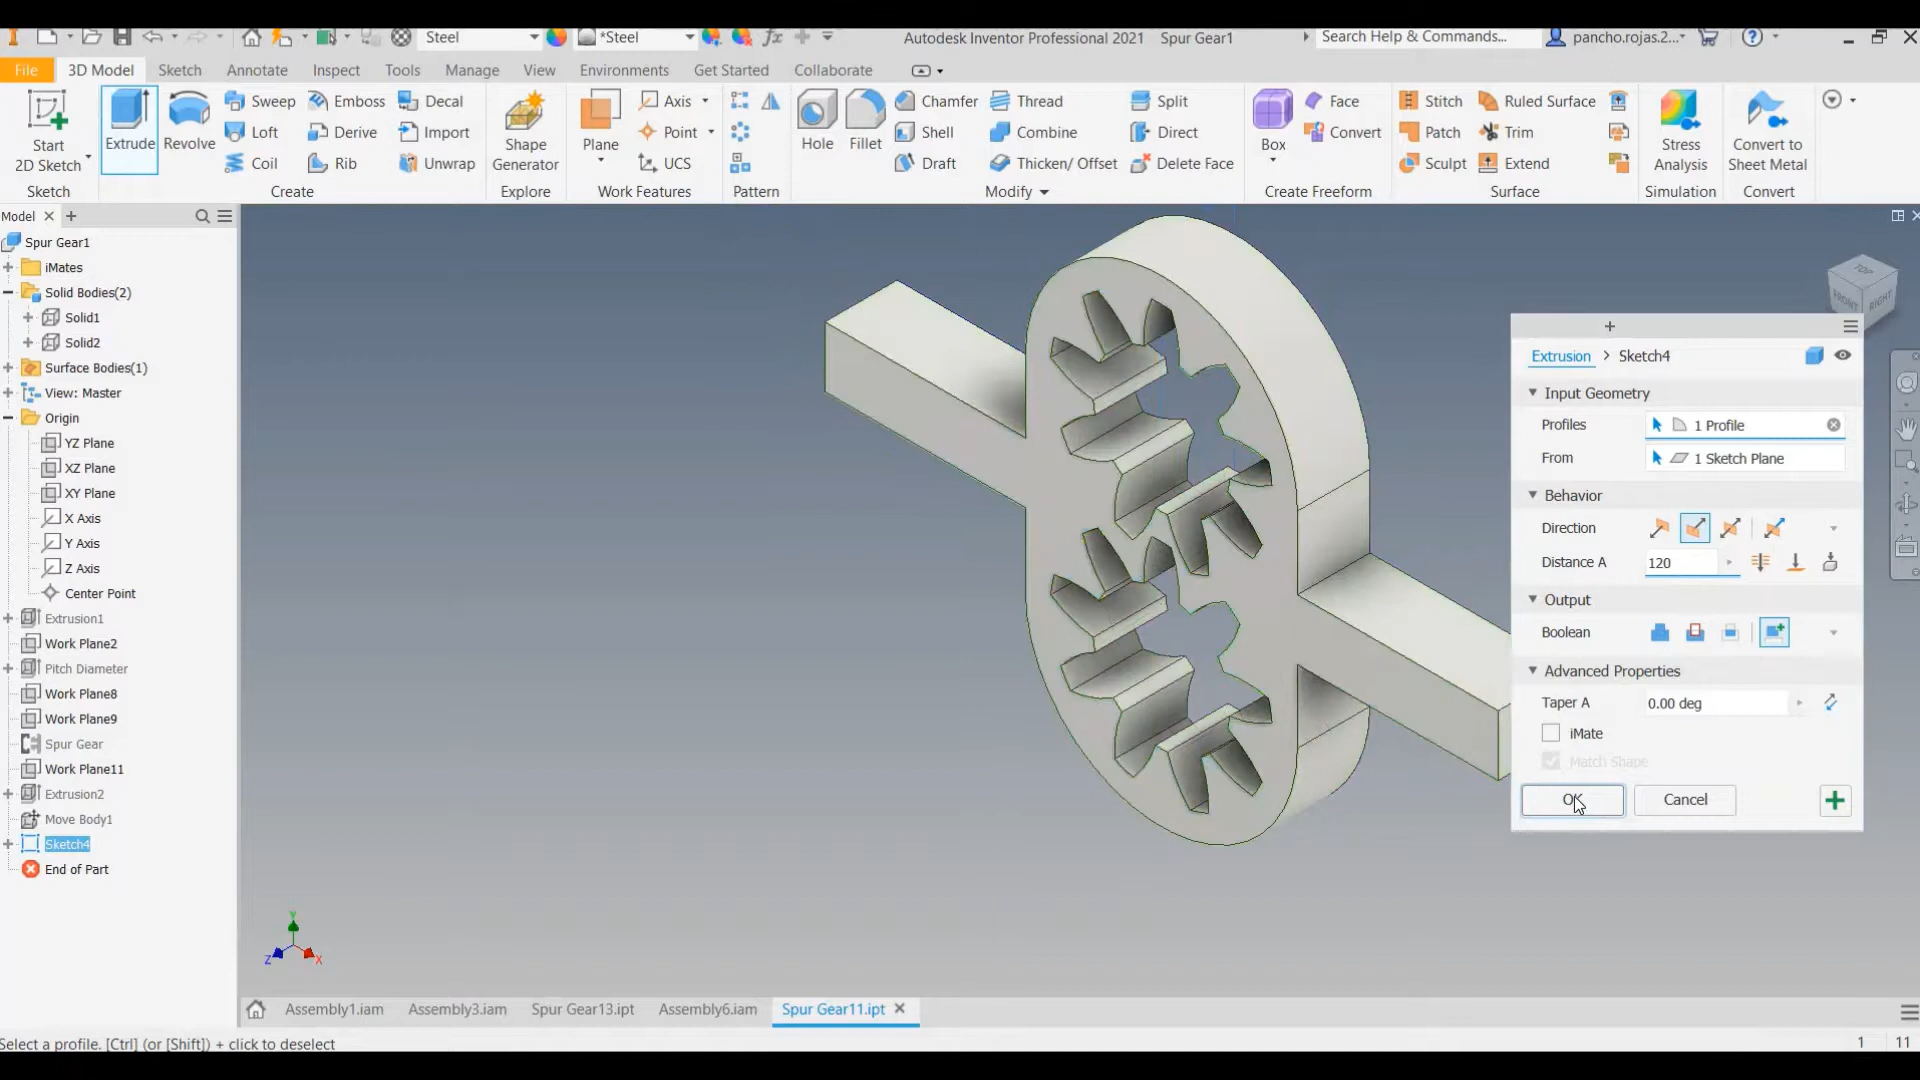 Steel
*Steel
Autodesk Inventor Professional 2021 Spur Gear1
Search Help & Commands...
pancho.rojas.2...
File 3D Model Sketch Annotate Inspect Tools Manage View Environments Get Started Collaborate
Start
2D Sketch
Extrude
Revolve
Sweep
Loft
Coil
Emboss
Derive
Rib
Decal
Import
Unwrap
Shape
Generator
Plane
Axis
Point
UCS
Hole
Fillet
Chamfer
Shell
Draft
Thread
Combine
Thicken/ Offset
Split
Direct
Delete Face
Box
Face
Convert
Stitch
Patch
Sculpt
Ruled Surface
Trim
Extend
Stress
Analysis
Convert to
Sheet Metal
Sketch Create Explore Work Features Pattern Modify Create Freeform Surface Simulation Convert
Model
Spur Gear1
iMates
Solid Bodies(2)
Solid1
Solid2
Surface Bodies(1)
View: Master
Origin
YZ Plane
XZ Plane
XY Plane
X Axis
Y Axis
Z Axis
Center Point
Extrusion1
Work Plane2
Pitch Diameter
Work Plane8
Work Plane9
Spur Gear
Work Plane11
Extrusion2
Move Body1
Sketch4
End of Part
TOP
FRONT
RIGHT
Extrusion > Sketch4
Input Geometry
Profiles 1 Profile
From 1 Sketch Plane
Behavior
Direction
Distance A 120
Output
Boolean
Advanced Properties
Taper A 0.00 deg
iMate
Match Shape
OK Cancel
Y
Z
X
Assembly1.iam Assembly3.iam Spur Gear13.ipt Assembly6.iam Spur Gear11.ipt
Select a profile. [Ctrl] (or [Shift]) + click to deselect
1 11